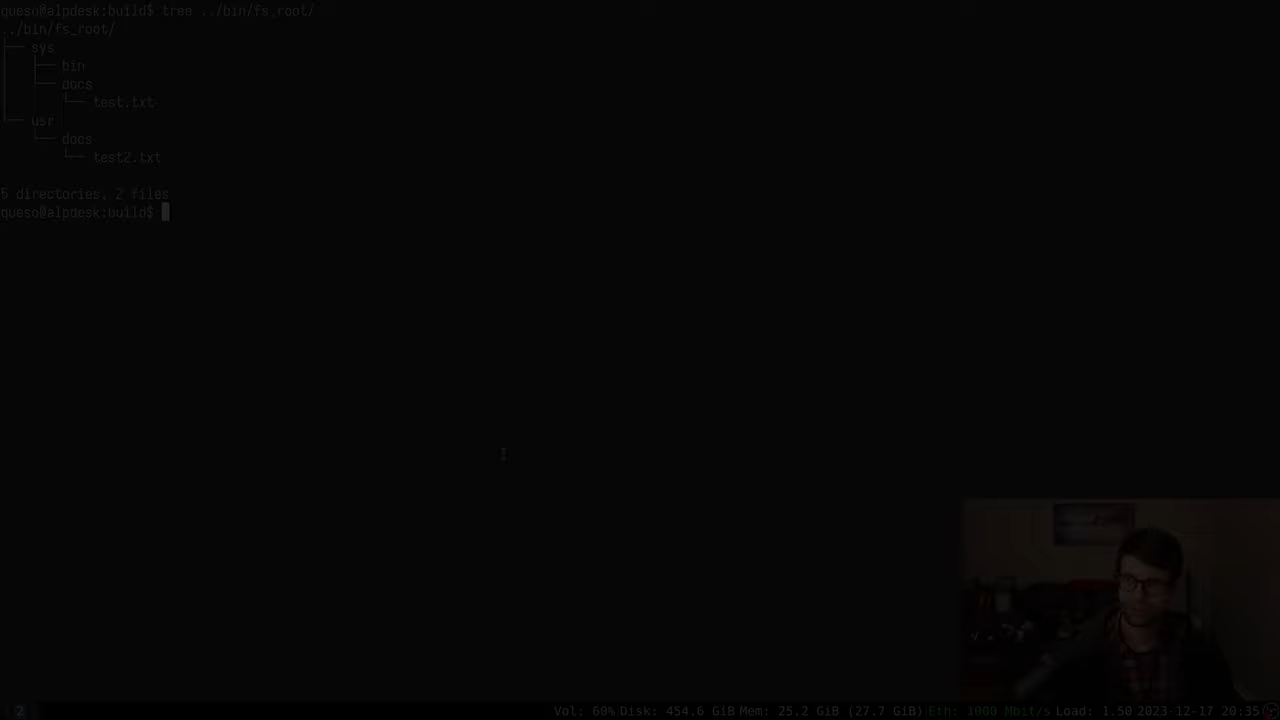 queso@alpdesk:build$ tree ../bin/fs_root/
../bin/fs_root/
├── sys
│   ├── bin
│   ├── docs
│   │   └── test.txt
└── usr
    └── docs
        └── test2.txt

5 directories, 2 files
queso@alpdesk:build$
2 Vol: 60% Disk: 454.6 GiB Mem: 25.2 GiB (27.7 GiB) Eth: 1000 Mbit/s Load: 1.50 2023-12-17 20:35